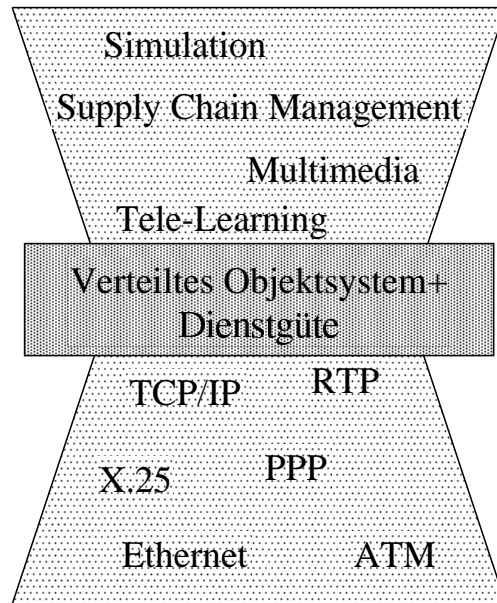 Simulation
Supply Chain Management
Multimedia
Tele-Learning
Verteiltes Objektsystem+
Dienstgüte
TCP/IP RTP
X.25 PPP
Ethernet ATM